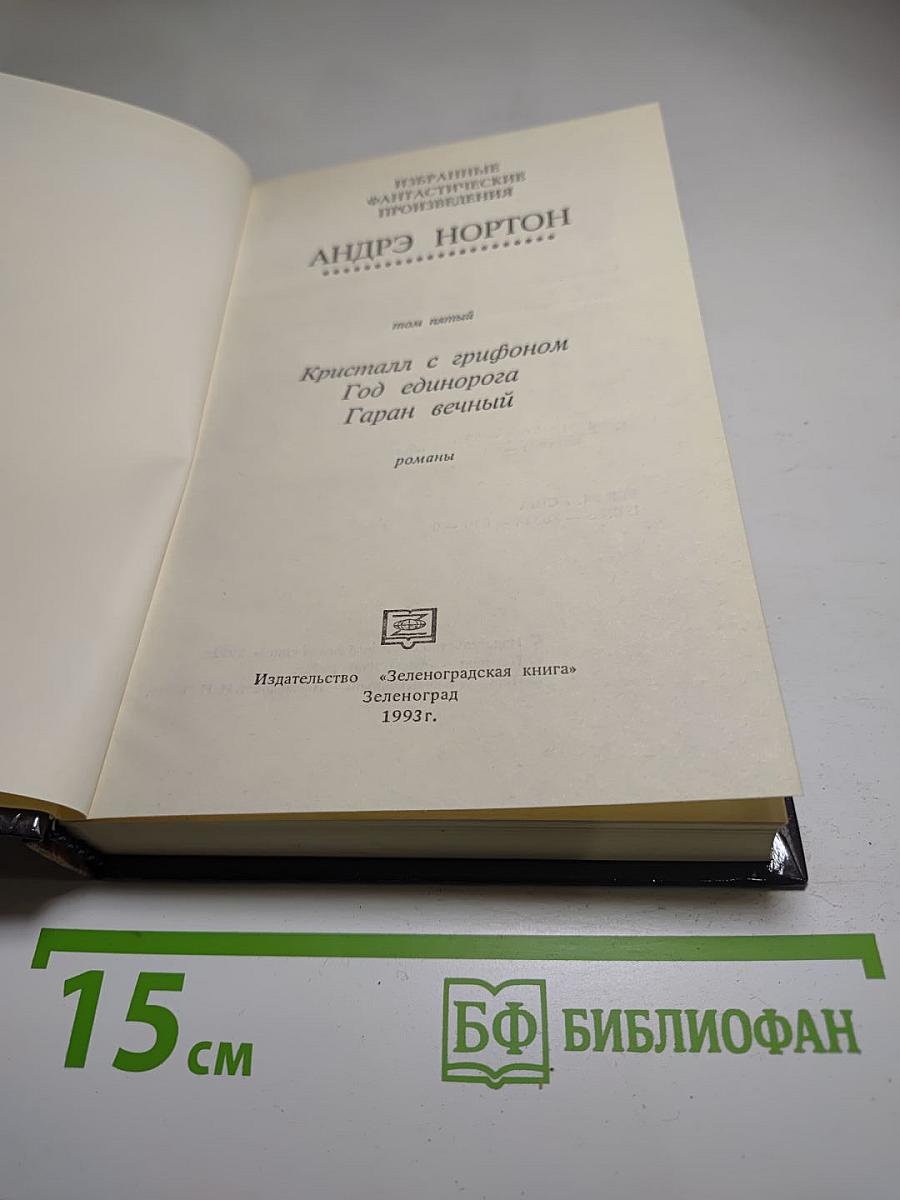 ИЗБРАННЫЕ
ФАНТАСТИЧЕСКИЕ
ПРОИЗВЕДЕНИЯ
АНДРЭ НОРТОН
том пятый
Кристалл с грифоном
Год единорога
Гаран вечный
романы
Издательство «Зеленоградская книга»
Зеленоград
1993г.
15 см
БФ БИБЛИОФАН